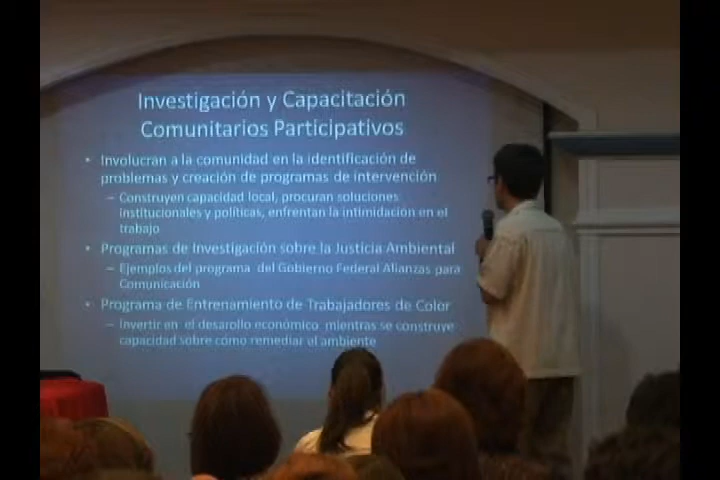 Investigación y Capacitación
Comunitarios Participativos
• Involucran a la comunidad en la identificación de
problemas y creación de programas de intervención
– Construyen capacidad local, procuran soluciones
institucionales y políticas, enfrentan la intimidación en el
trabajo
• Programas de Investigación sobre la Justicia Ambiental
– Ejemplos del programa del Gobierno Federal Alianzas para
Comunicación
• Programa de Entrenamiento de Trabajadores de Color
– Invertir en el desarollo económico mientras se construye
capacidad sobre cómo remediar el ambiente